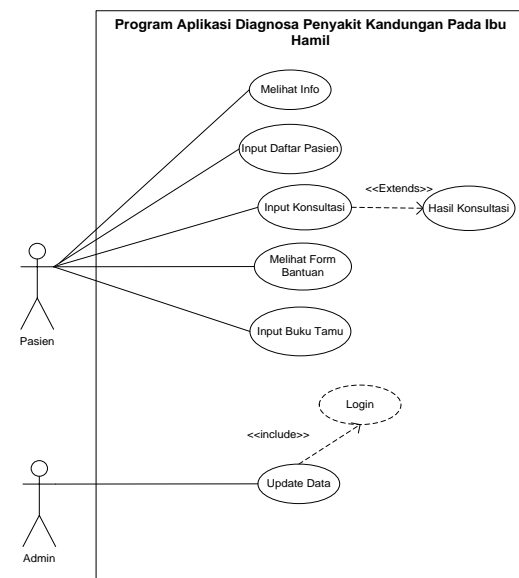 Program Aplikasi Diagnosa Penyakit Kandungan Pada Ibu
Hamil
Melihat Info
Input Daftar Pasien
<<Extends>>
Input Konsultasi
Hasil Konsultasi
Melihat Form
Bantuan
Input Buku Tamu
Pasien
Login
<<include>>
Update Data
Admin